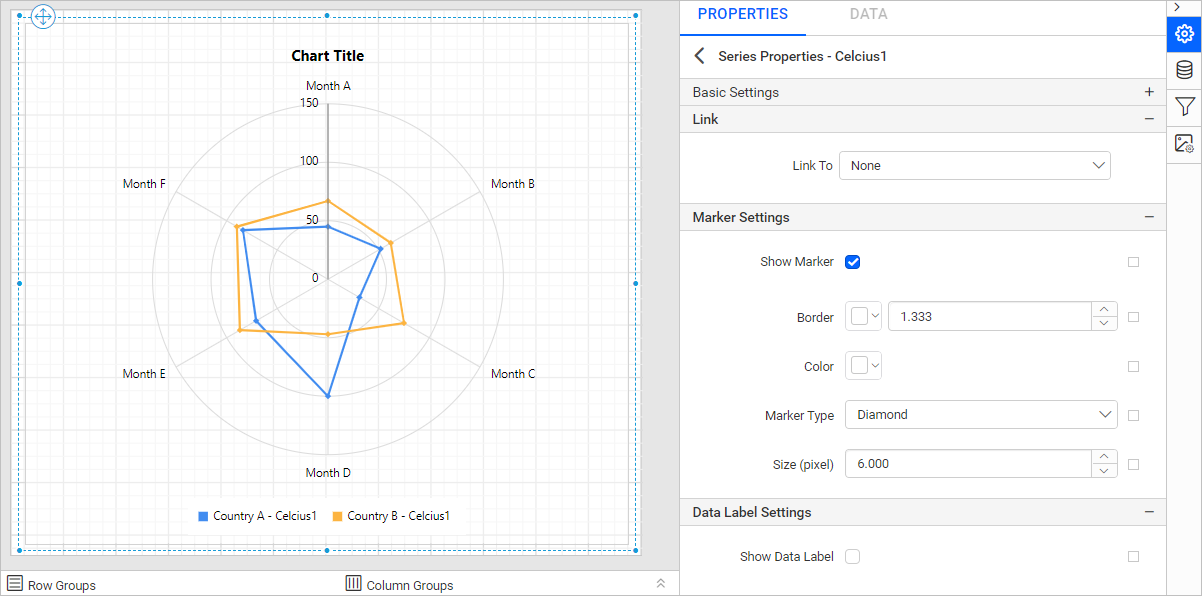 Chart Title
Month A
150
100
50
0
Month B
Month C
Month D
Month E
Month F
Country A - Celcius1
Country B - Celcius1
Row Groups
Column Groups
PROPERTIES
DATA
Series Properties - Celcius1
Basic Settings
Link
Link To
None
Marker Settings
Show Marker
Border
1.333
Color
Marker Type
Diamond
Size (pixel)
6.000
Data Label Settings
Show Data Label